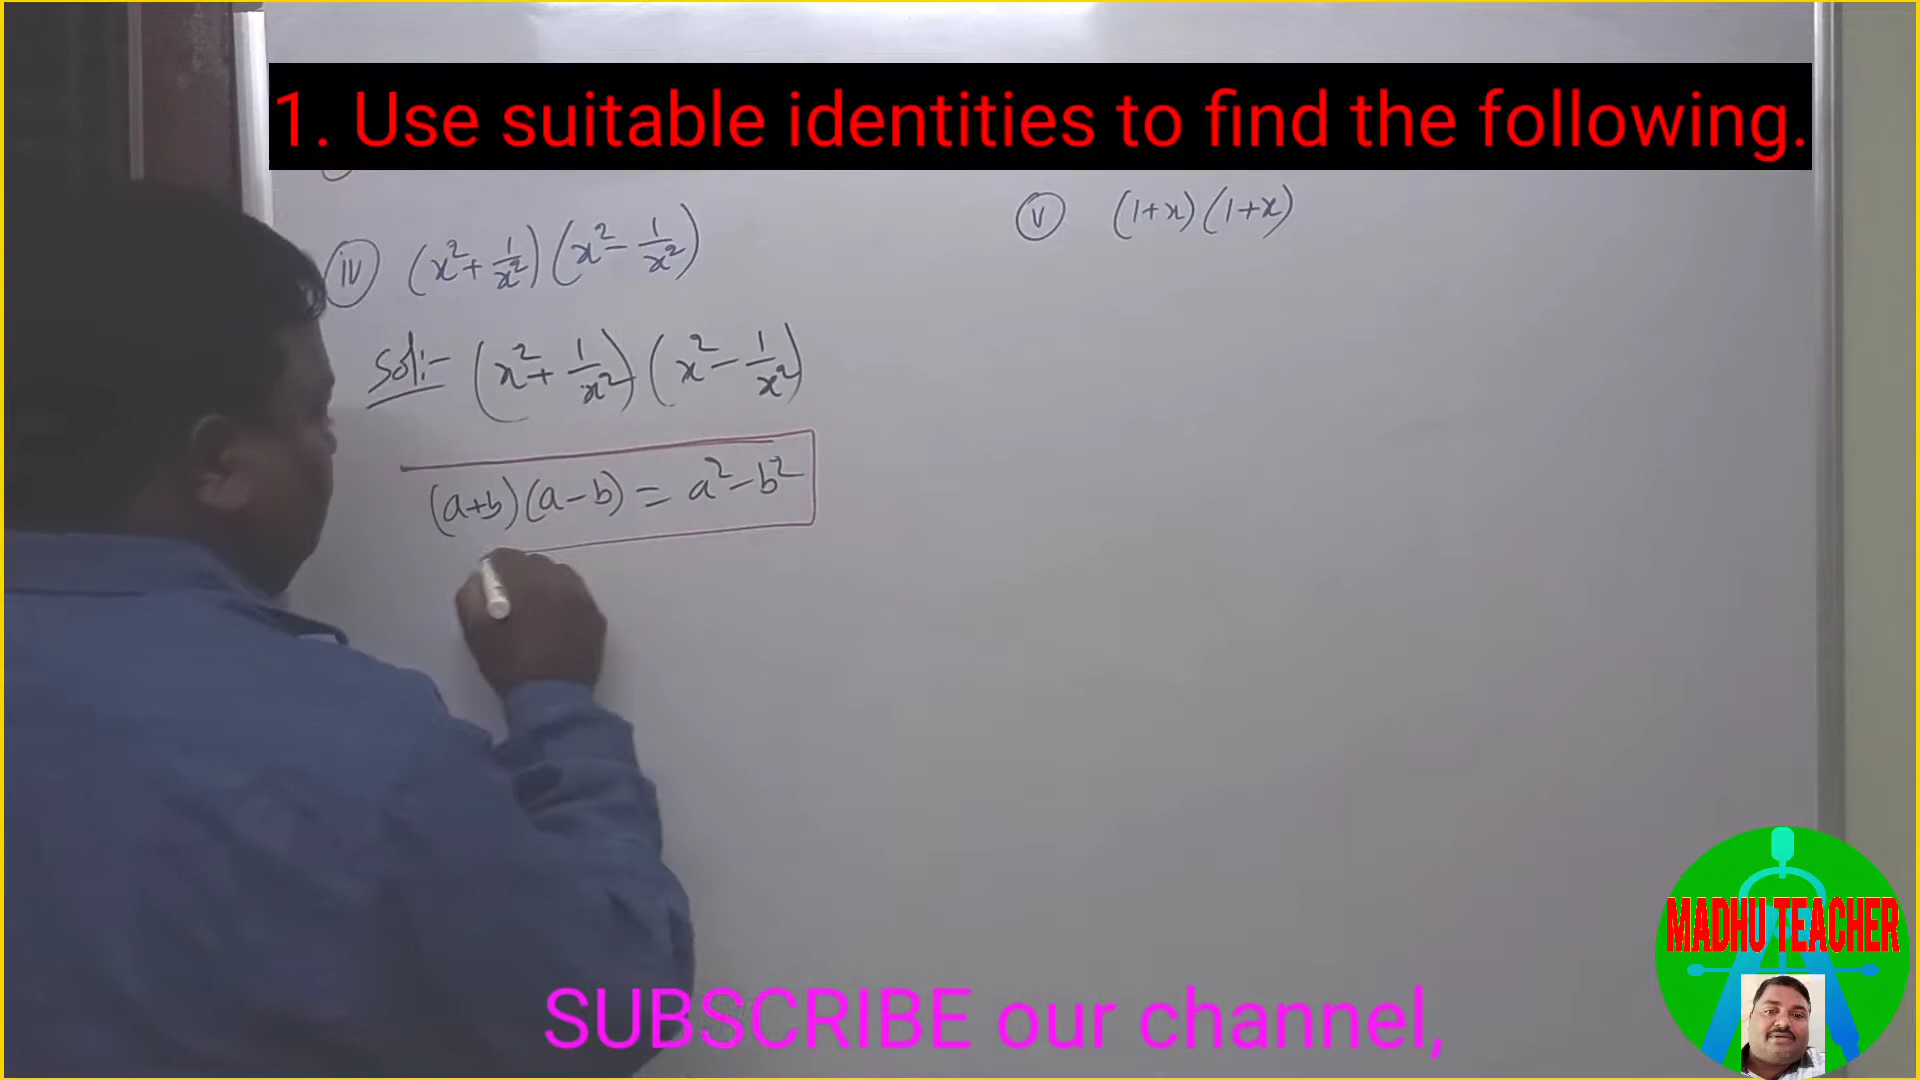 1. Use suitable identities to find the following.
iv (x² + 1/x²) (x² - 1/x²)
v (1+x) (1+x)
Sol:- (x² + 1/x²) (x² - 1/x²)
(a+b) (a-b) = a² - b²
MADHU TEACHER
SUBSCRIBE our channel,